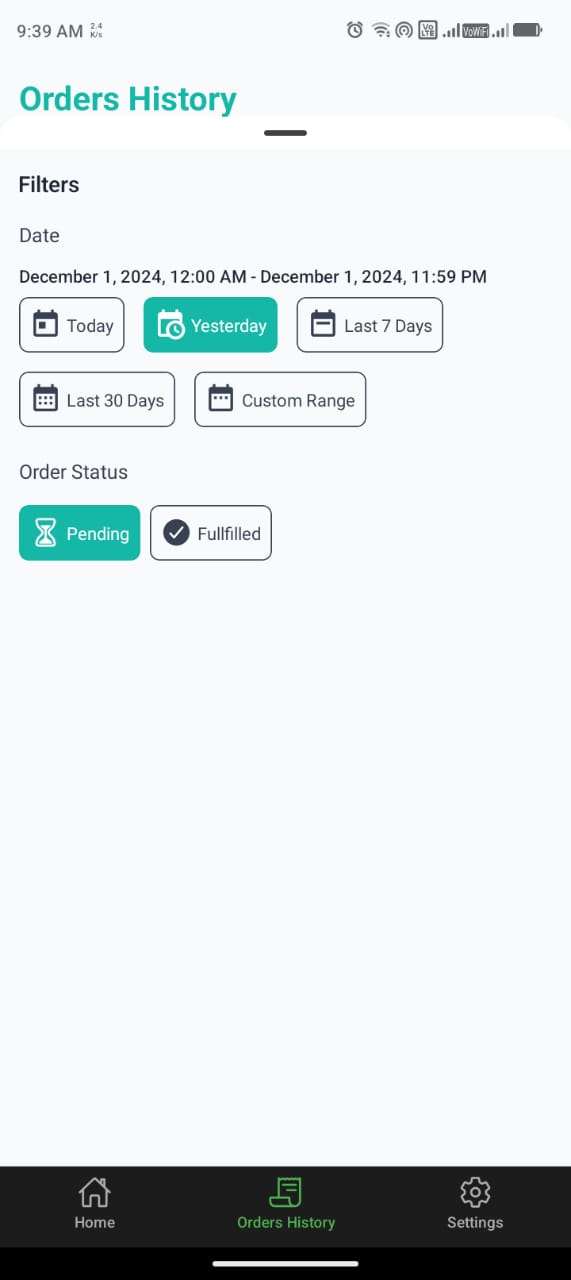 9:39 AM 2.4 K/s Vo LTE VoWiFi
Orders History
Filters
Date
December 1, 2024, 12:00 AM - December 1, 2024, 11:59 PM
Today Yesterday Last 7 Days
Last 30 Days Custom Range
Order Status
Pending Fullfilled
Home Orders History Settings